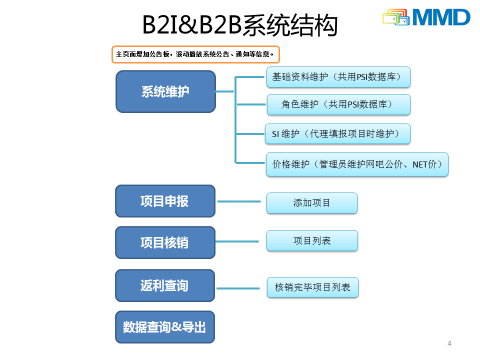 B2I&B2B系统结构
MMD
主页面增加公告板，滚动播放系统公告、通知等信息。
系统维护
基础资料维护（共用PSI数据库）
角色维护（共用PSI数据库）
SI 维护（代理填报项目时维护）
价格维护（管理员维护网吧公价、NET价）
项目申报
添加项目
项目核销
项目列表
返利查询
核销完毕项目列表
数据查询&导出
4